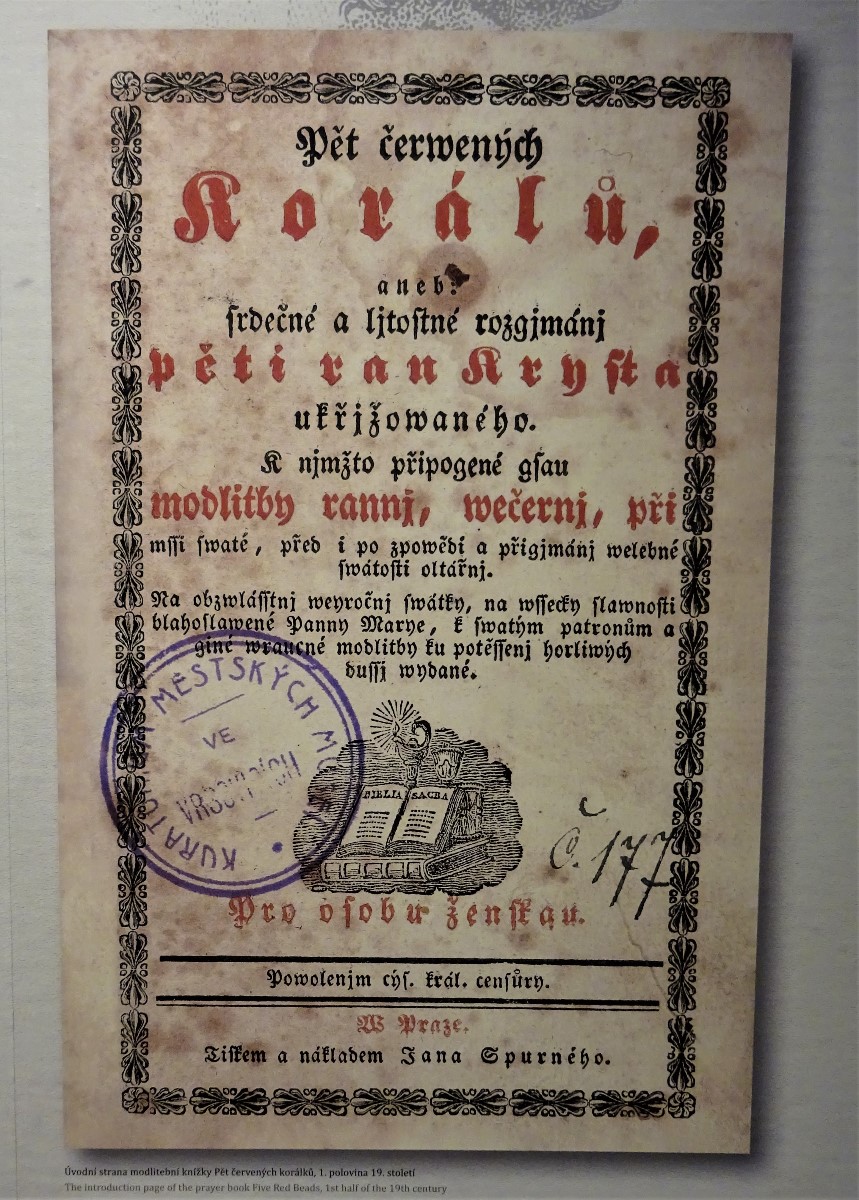 Pět čerwených
Korálů,
aneb:
srdečné a ljtostné rozgjmánj
pěti ran Krysta
ukřjžowaného.
K njmžto připogené gsau
modlitby rannj, wečernj, při
mssi swaté, před i po zpowědi a přigjmánj welebné
swátosti oltářnj.
Na obzwlásstnj weyročnj swátky, na wssecky slawnosti
blahoslawené Panny Marye, k swatým patronům a
giné wraucné modlitby ku potěssenj horliwých
dussj wydané.
KURATORIA MĚSTSKÝCH
VE
BIBLIA SACRA
Č. 177
Pro osobu ženskau.
Powolenjm cýs. král. censůry.
W Praze.
Tiskem a nákladem Jana Spurného.
Úvodní strana modlitební knížky Pět červených korálků, 1. polovina 19. století
The introduction page of the prayer book Five Red Beads, 1st half of the 19th century